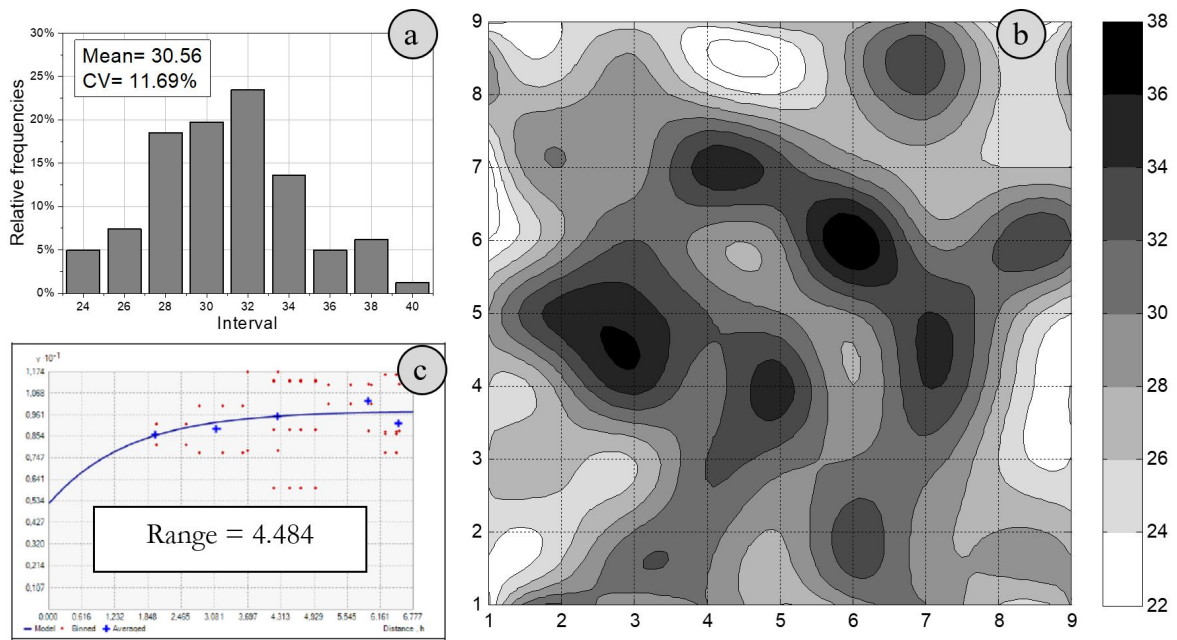 a
Mean= 30.56
CV= 11.69%
Relative frequencies
30%
25%
20%
15%
10%
5%
0%
24 26 28 30 32 34 36 38 40
Interval
b
9
8
7
6
5
4
3
2
1
1 2 3 4 5 6 7 8 9
38
36
34
32
30
28
26
24
22
c
γ 10⁻¹
1,174
1,068
0,961
0,854
0,747
0,641
0,534
0,427
0,320
0,214
0,107
Range = 4.484
0.000 0.616 1,232 1,848 2,465 3,081 3,697 4,313 4,929 5,545 6,161 6,777
Model Binned Averaged Distance , h